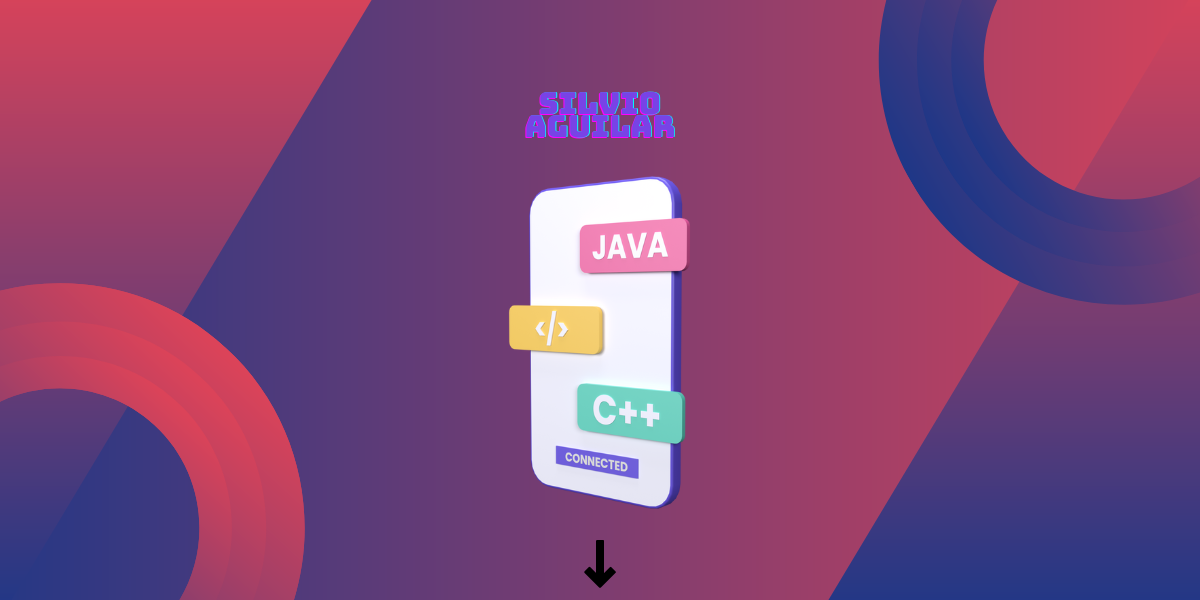 SILVIO
AGUILAR
JAVA
</>
C++
CONNECTED